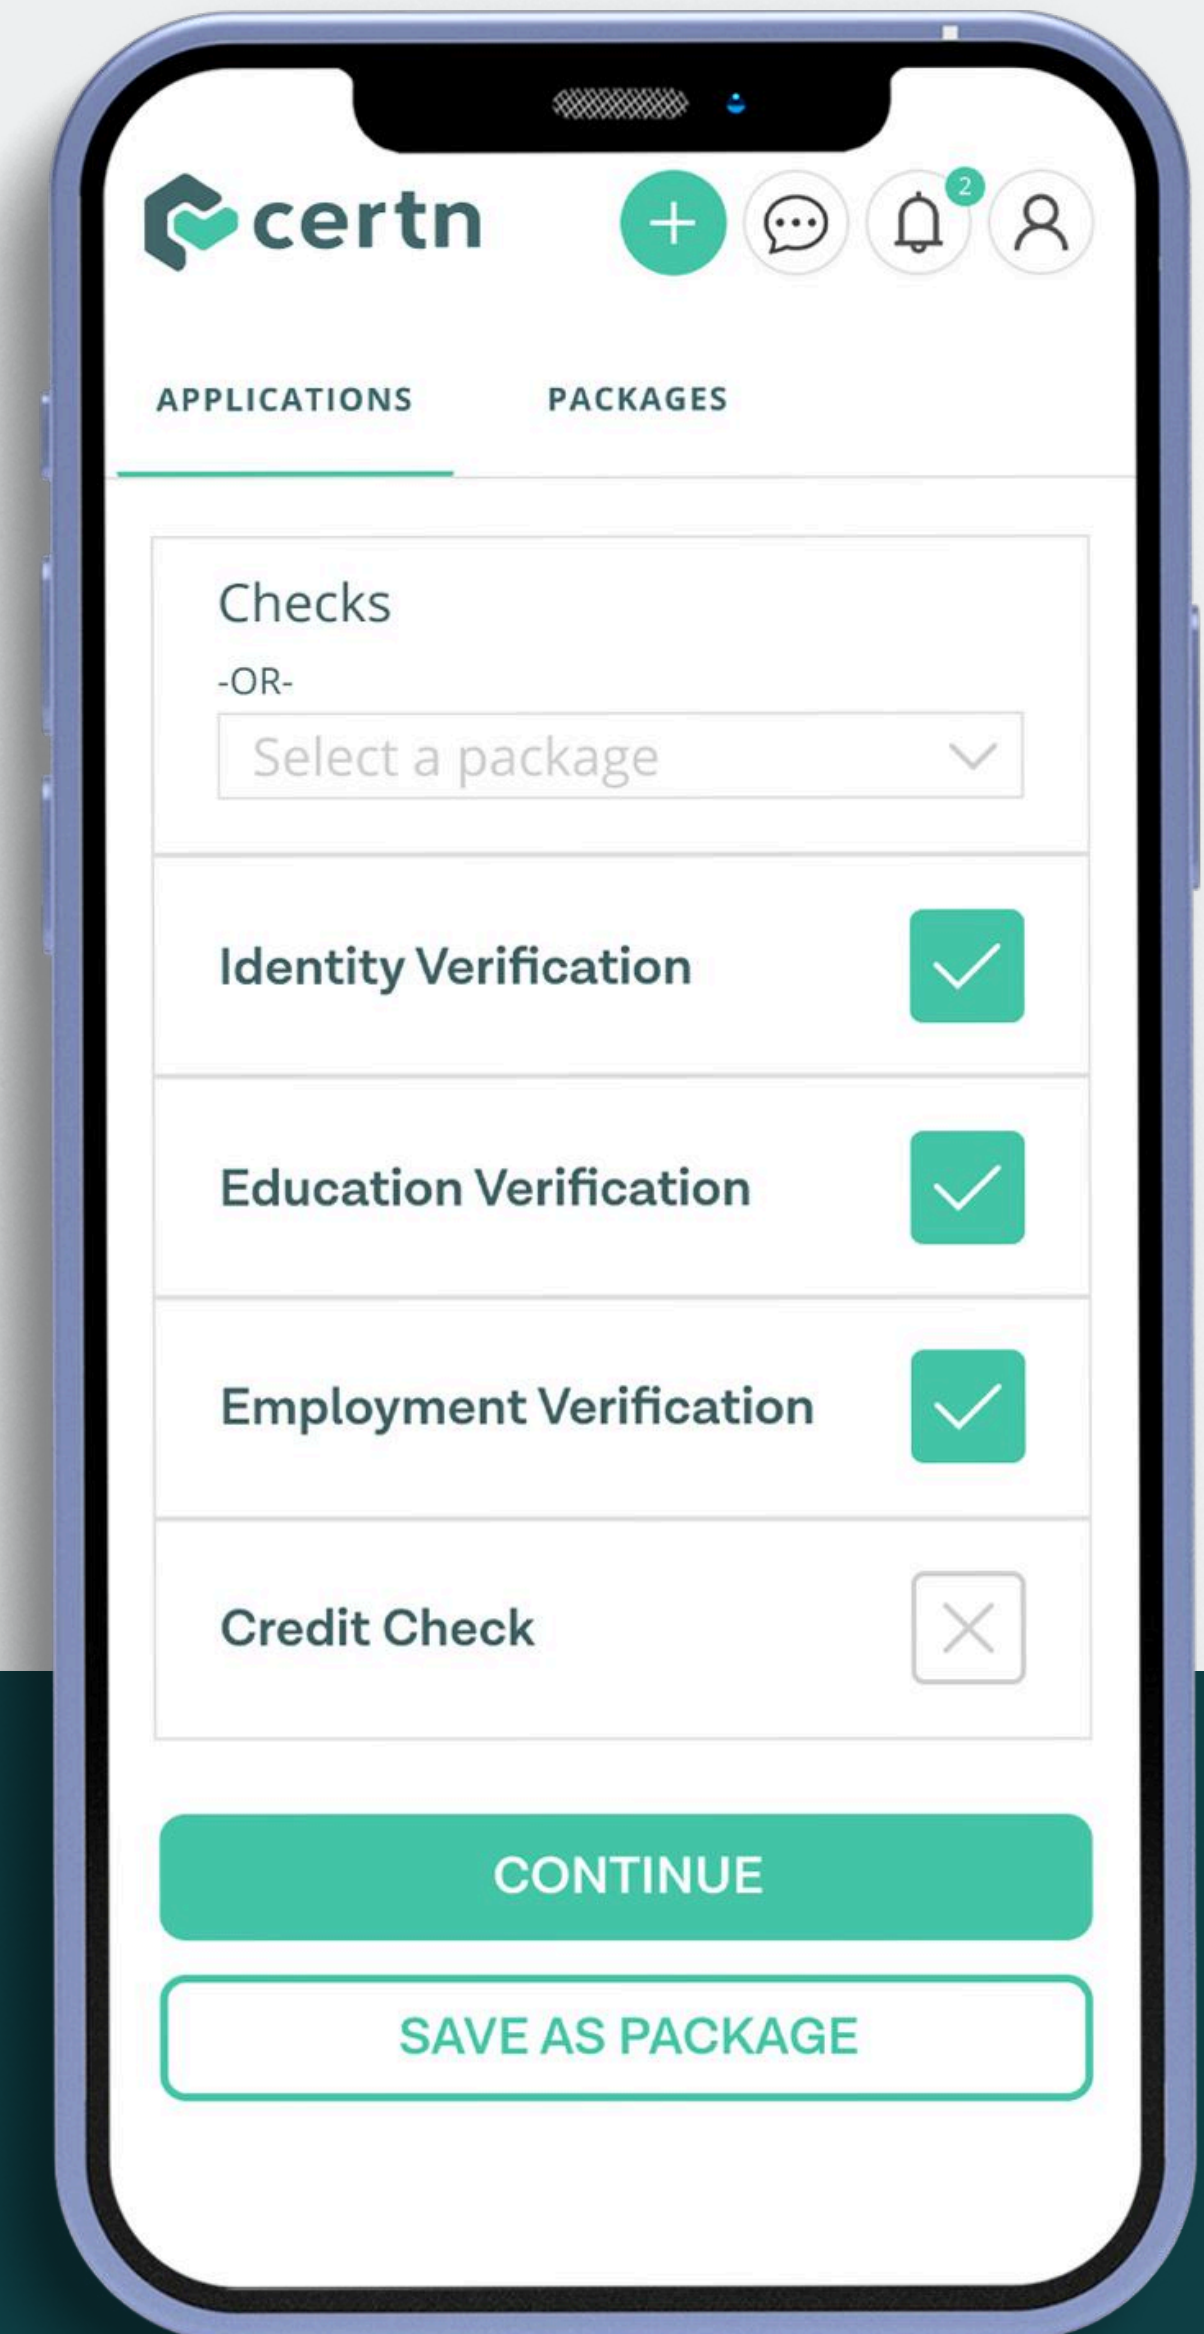 certn
2
APPLICATIONS PACKAGES
Checks
-OR-
Select a package
Identity Verification
Education Verification
Employment Verification
Credit Check
CONTINUE
SAVE AS PACKAGE